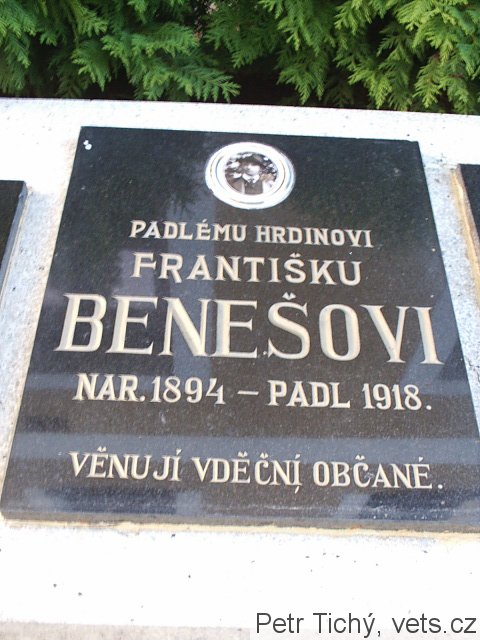 PADLÉMU HRDINOVI
FRANTIŠKU
BENEŠOVI
NAR. 1894 – PADL 1918.
VĚNUJÍ VDĚČNÍ OBČANÉ.
Petr Tichý, vets.cz